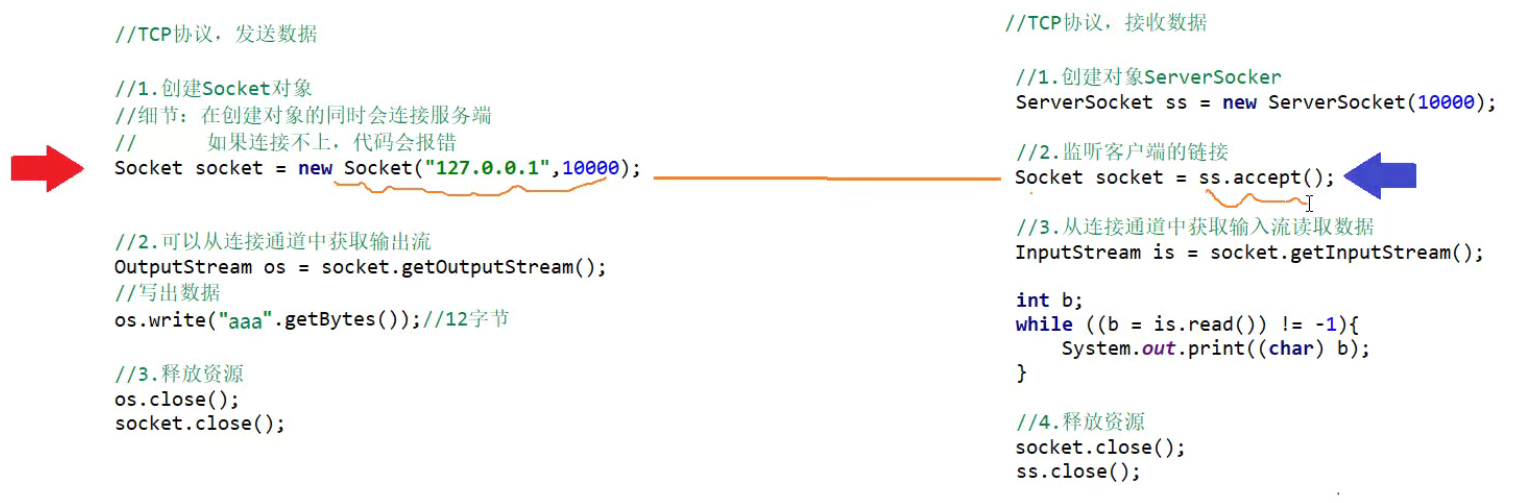 //TCP协议，发送数据
//1.创建Socket对象
//细节：在创建对象的同时会连接服务端
//      如果连接不上，代码会报错
Socket socket = new Socket("127.0.0.1",10000);
//2.可以从连接通道中获取输出流
OutputStream os = socket.getOutputStream();
//写出数据
os.write("aaa".getBytes());//12字节
//3.释放资源
os.close();
socket.close();
//TCP协议，接收数据
//1.创建对象ServerSocker
ServerSocket ss = new ServerSocket(10000);
//2.监听客户端的链接
Socket socket = ss.accept();
//3.从连接通道中获取输入流读取数据
InputStream is = socket.getInputStream();
int b;
while ((b = is.read()) != -1){
    System.out.print((char) b);
}
//4.释放资源
socket.close();
ss.close();